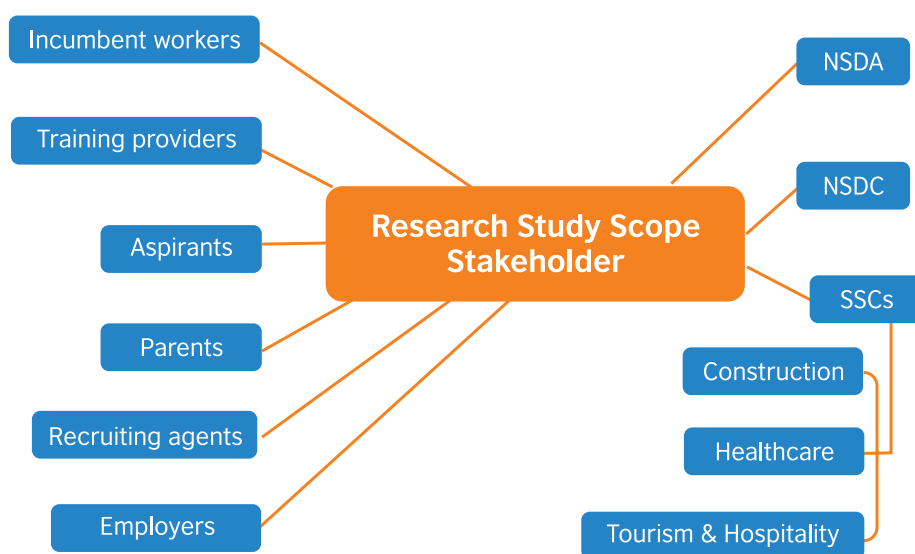 Incumbent workers
Training providers
Aspirants
Parents
Recruiting agents
Employers
Research Study Scope
Stakeholder
NSDA
NSDC
SSCs
Construction
Healthcare
Tourism & Hospitality